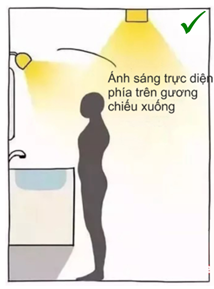 Ánh sáng trực diện
phía trên gương
chiếu xuống